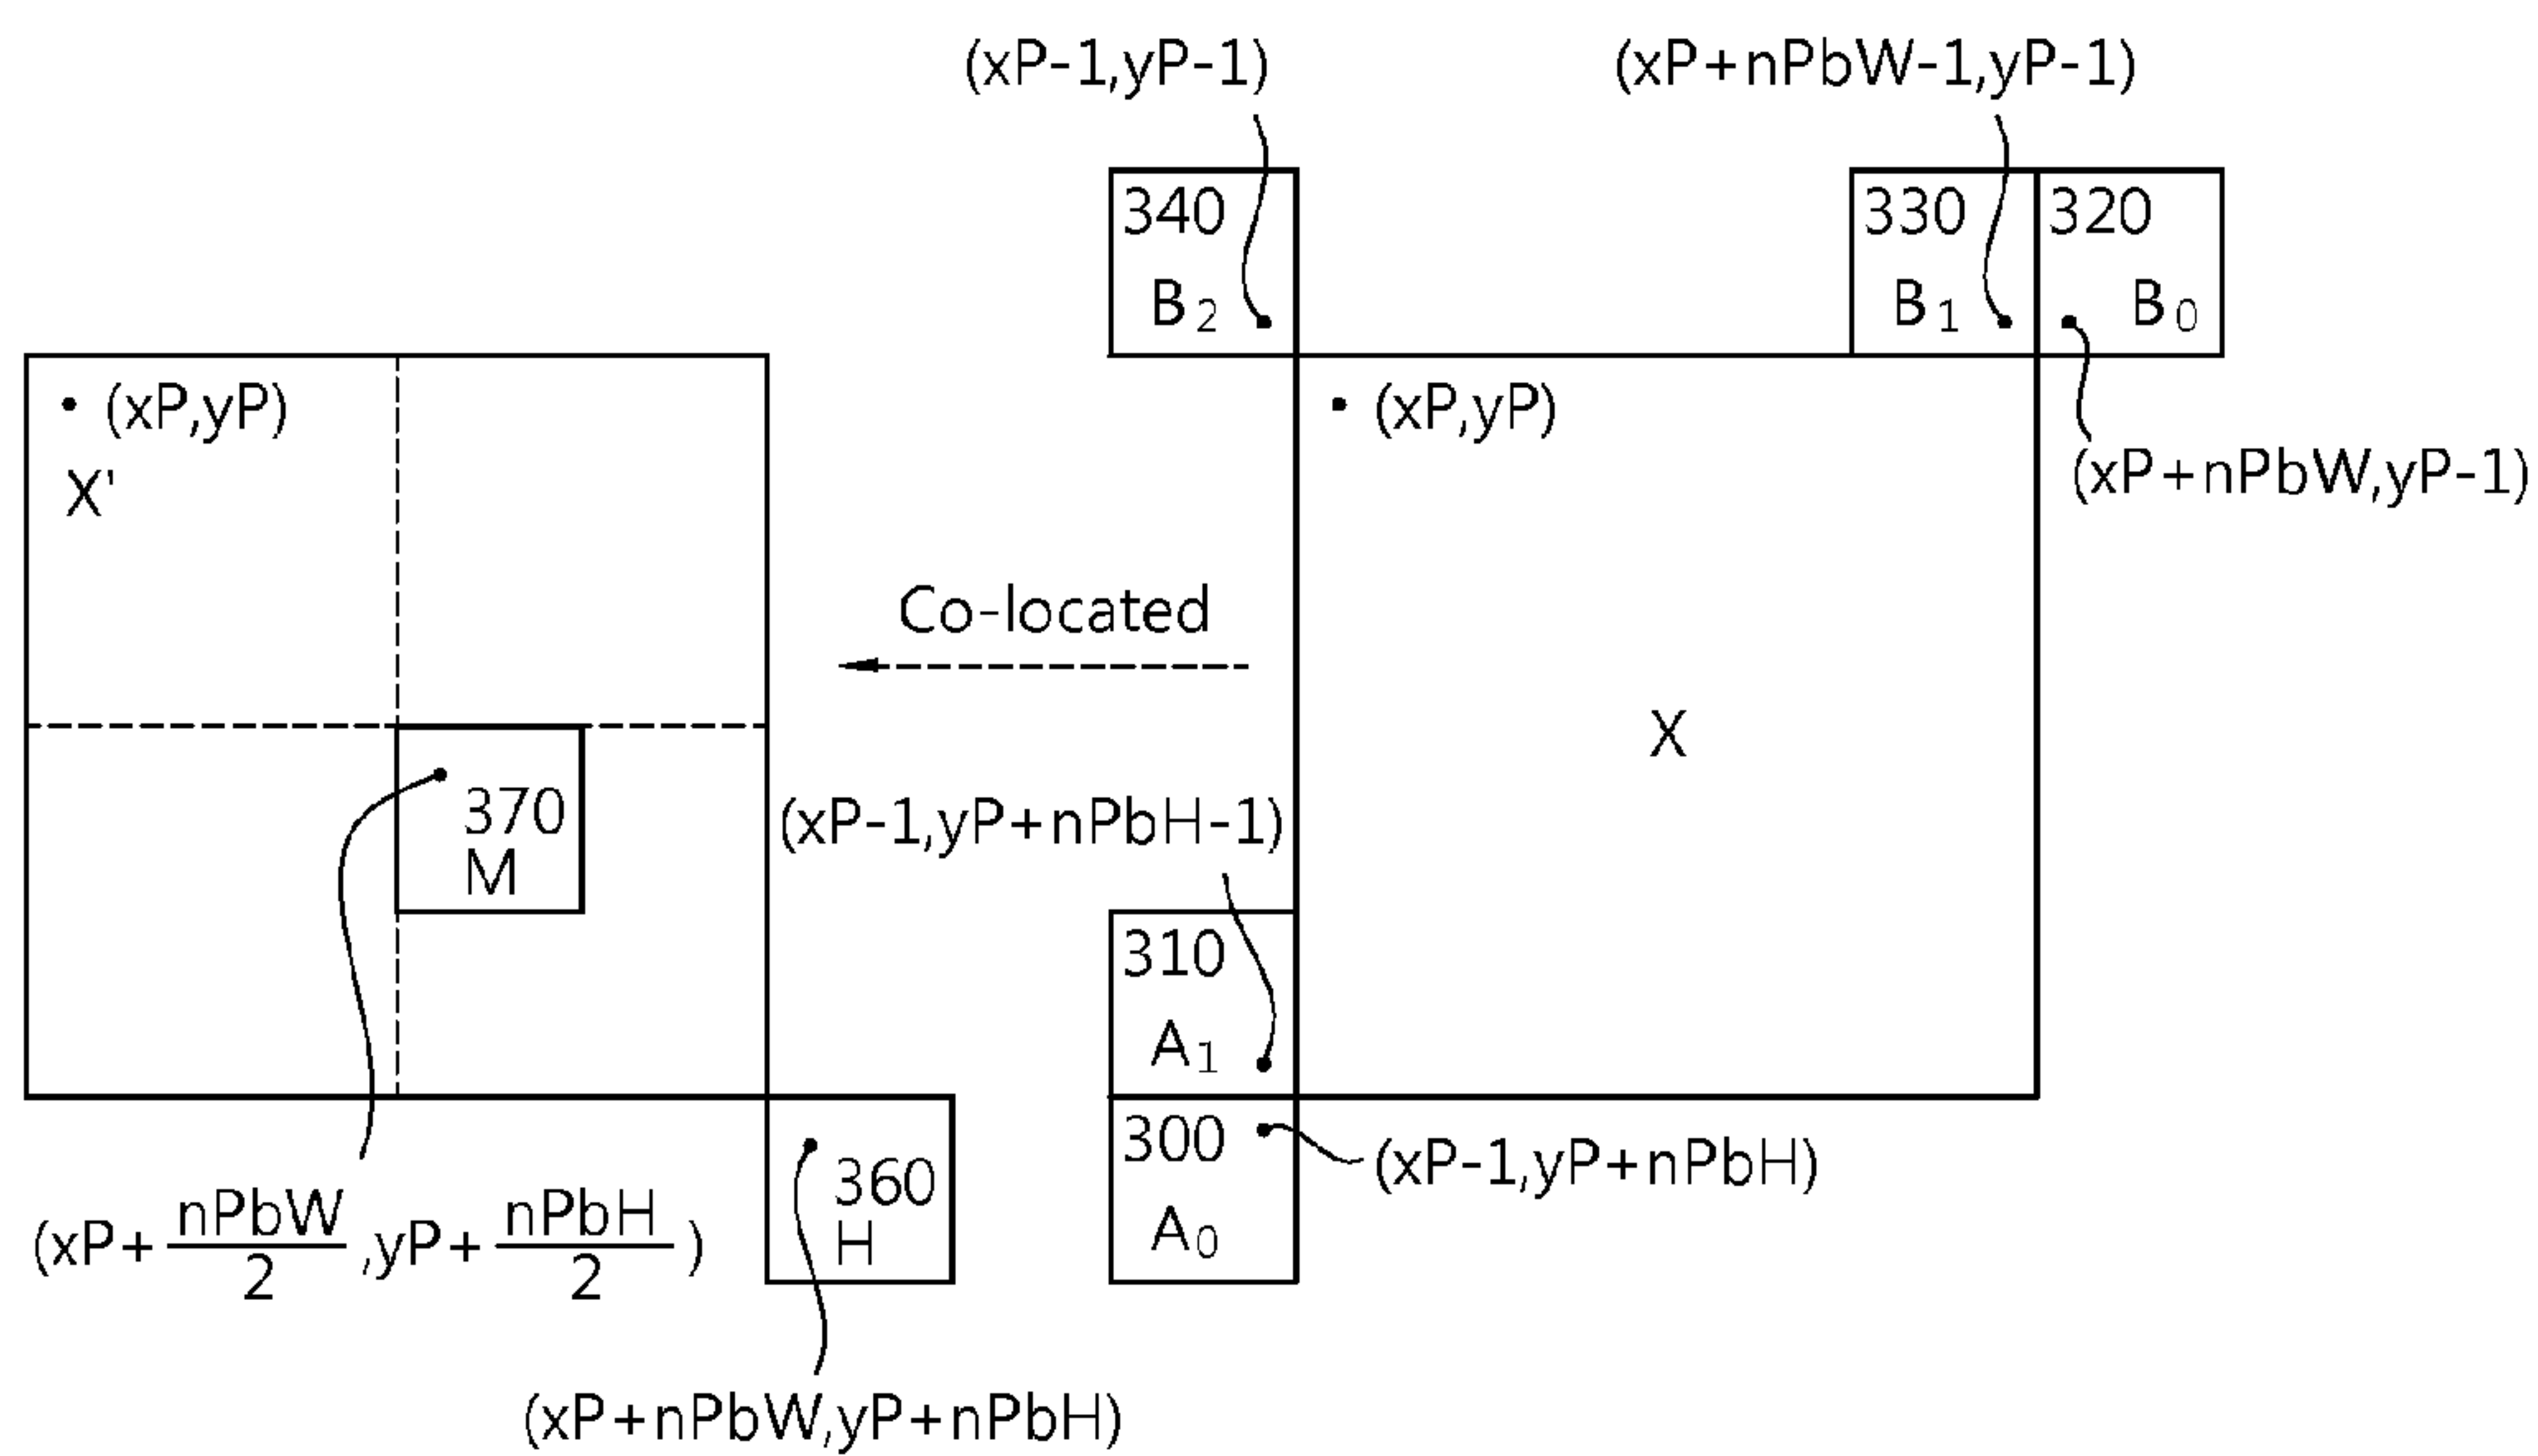 (xP-1,yP-1)
(xP+nPbW-1,yP-1)
340
B2
330
B1
320
B0
(xP,yP)
X'
(xP,yP)
(xP+nPbW,yP-1)
Co-located
X
370
M
(xP-1,yP+nPbH-1)
310
A1
300
A0
(xP-1,yP+nPbH)
360
H
(xP+nPbW/2,yP+nPbH/2)
(xP+nPbW,yP+nPbH)